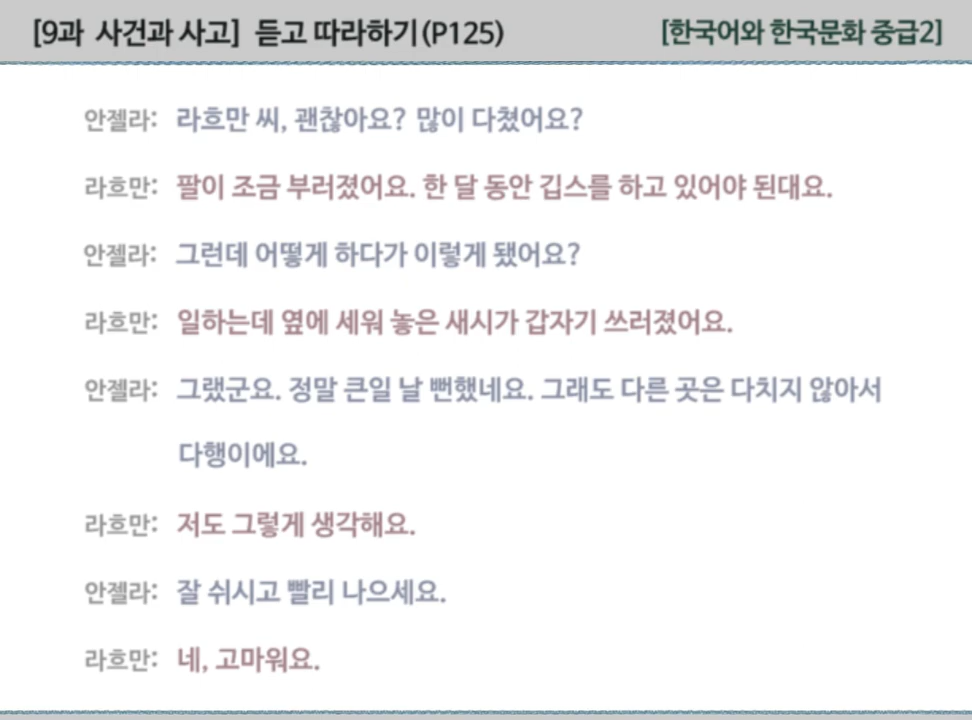 [9과 사건과 사고] 듣고 따라하기(P125) [한국어와 한국문화 중급2]
안젤라: 라흐만 씨, 괜찮아요? 많이 다쳤어요?
라흐만: 팔이 조금 부러졌어요. 한 달 동안 깁스를 하고 있어야 된대요.
안젤라: 그런데 어떻게 하다가 이렇게 됐어요?
라흐만: 일하는데 옆에 세워 놓은 새시가 갑자기 쓰러졌어요.
안젤라: 그랬군요. 정말 큰일 날 뻔했네요. 그래도 다른 곳은 다치지 않아서
다행이에요.
라흐만: 저도 그렇게 생각해요.
안젤라: 잘 쉬시고 빨리 나으세요.
라흐만: 네, 고마워요.